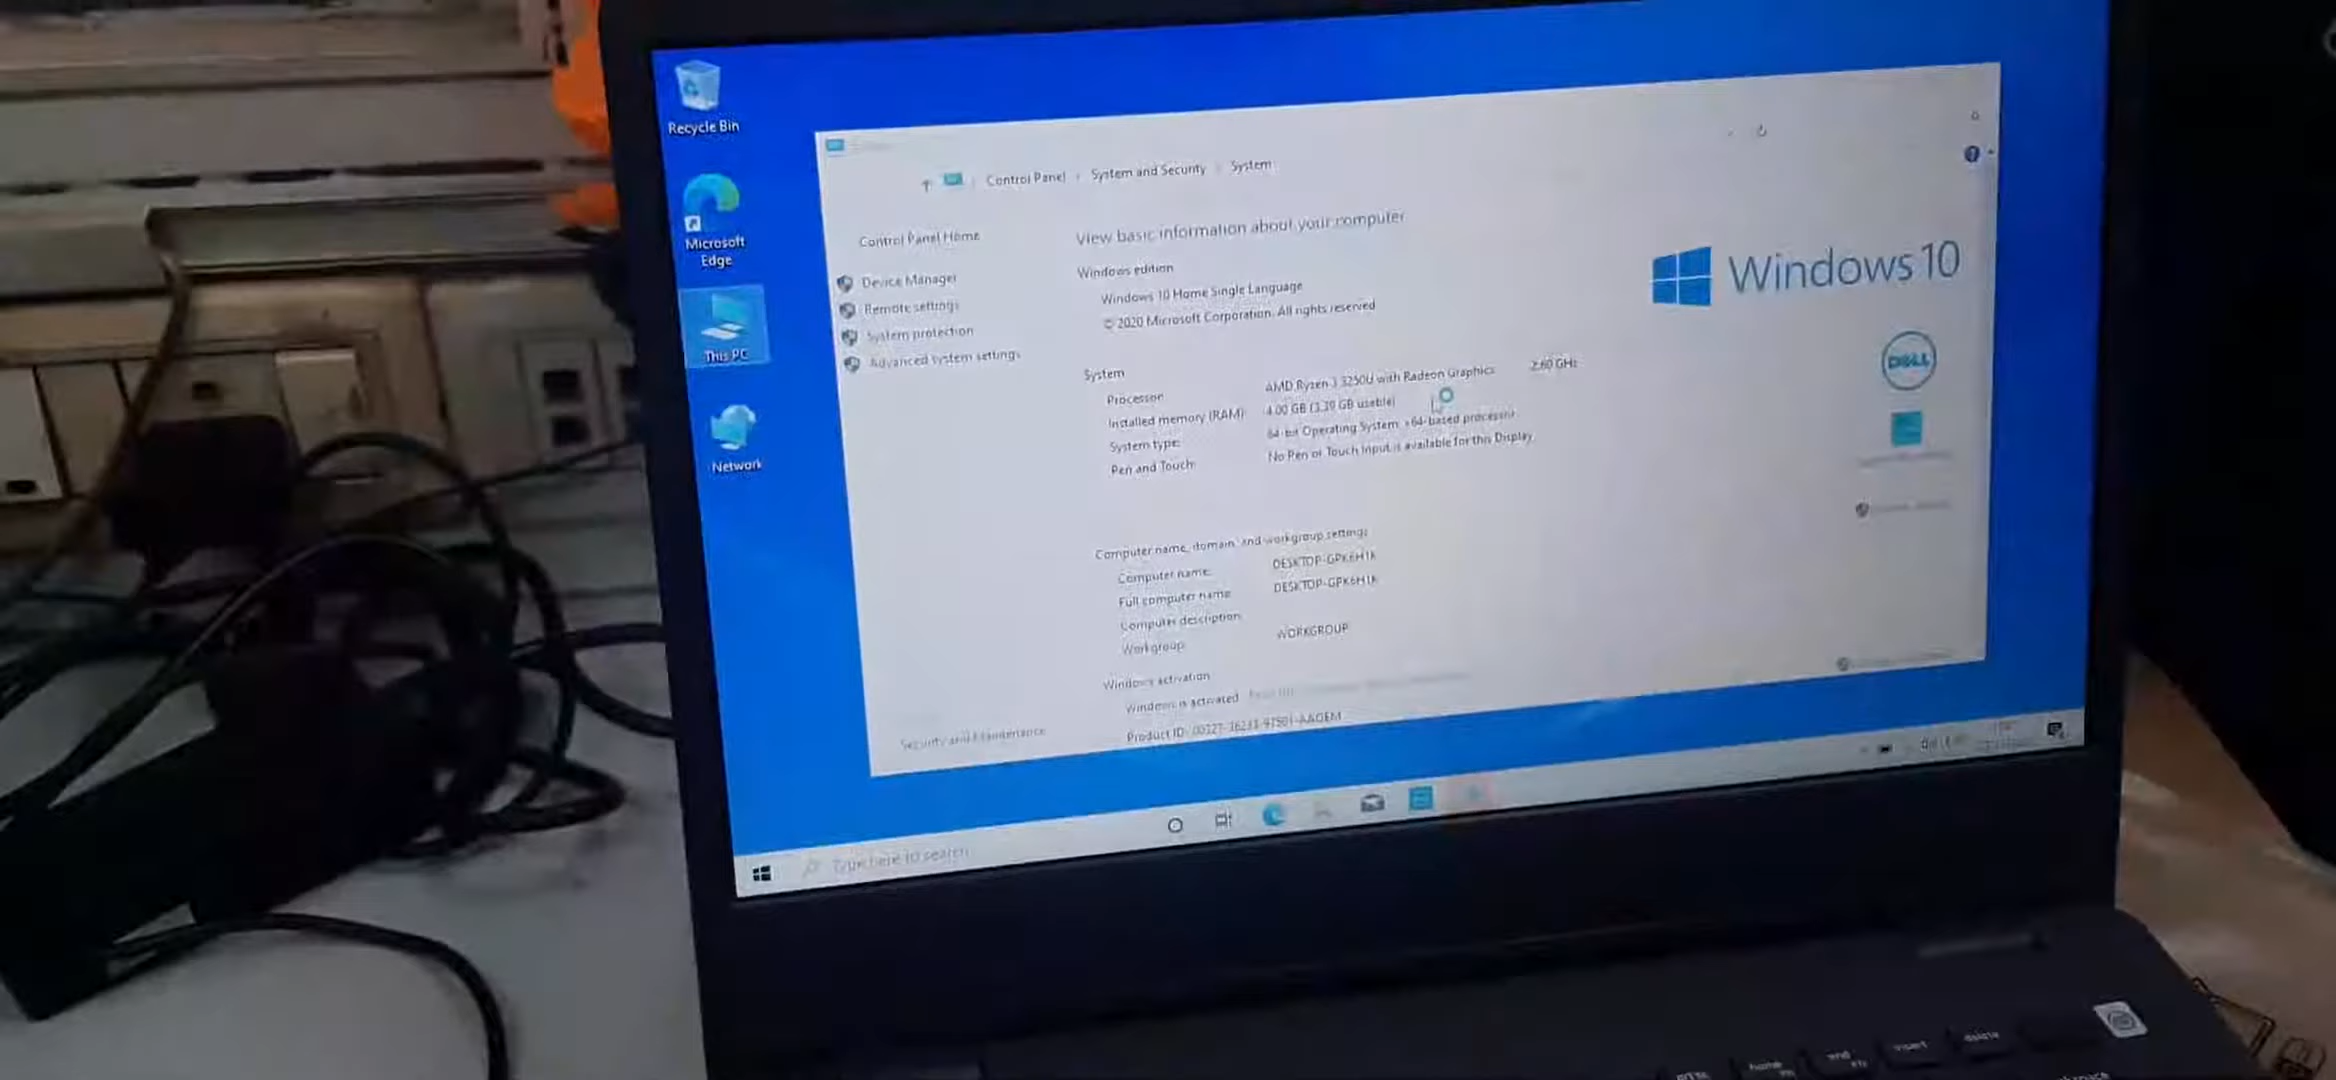 Recycle Bin
Microsoft
Edge
This PC
Network
Control Panel
System and Security
System
Control Panel Home
Device Manager
Remote settings
System protection
Advanced system settings
View basic information about your computer
Windows edition
Windows 10 Home Single Language
© 2020 Microsoft Corporation. All rights reserved
Windows 10
DELL
System
Processor: AMD Ryzen 3 3250U with Radeon Graphics 2.60 GHz
Installed memory (RAM): 4.00 GB (3.39 GB usable)
System type: 64-bit Operating System, x64-based processor
Pen and Touch: No Pen or Touch Input is available for this Display
Computer name, domain, and workgroup settings
Computer name: DESKTOP-GPK6H1K
Full computer name: DESKTOP-GPK6H1K
Computer description:
Workgroup: WORKGROUP
Windows activation
Windows is activated
Product ID:
Security and Maintenance
Type here to search
home
end
insert
delete